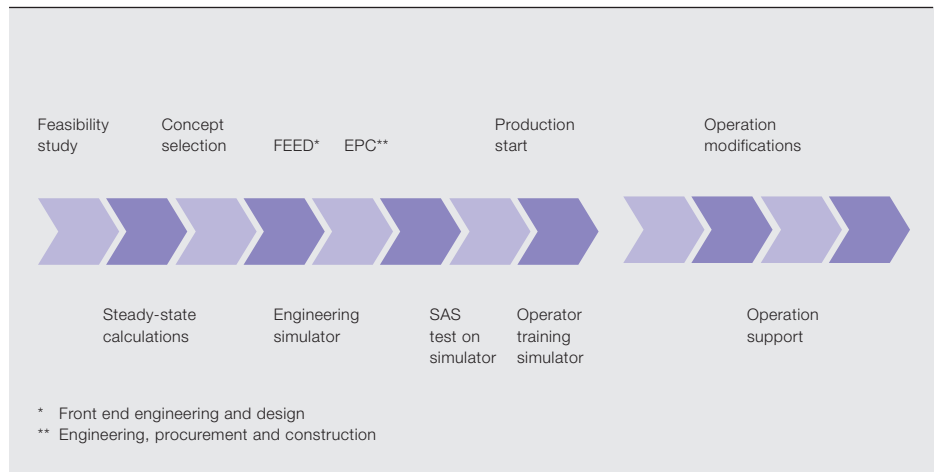 Feasibility
study
Concept
selection
FEED*
EPC**
Production
start
Operation
modifications
Steady-state
calculations
Engineering
simulator
SAS
test on
simulator
Operator
training
simulator
Operation
support
* Front end engineering and design
** Engineering, procurement and construction